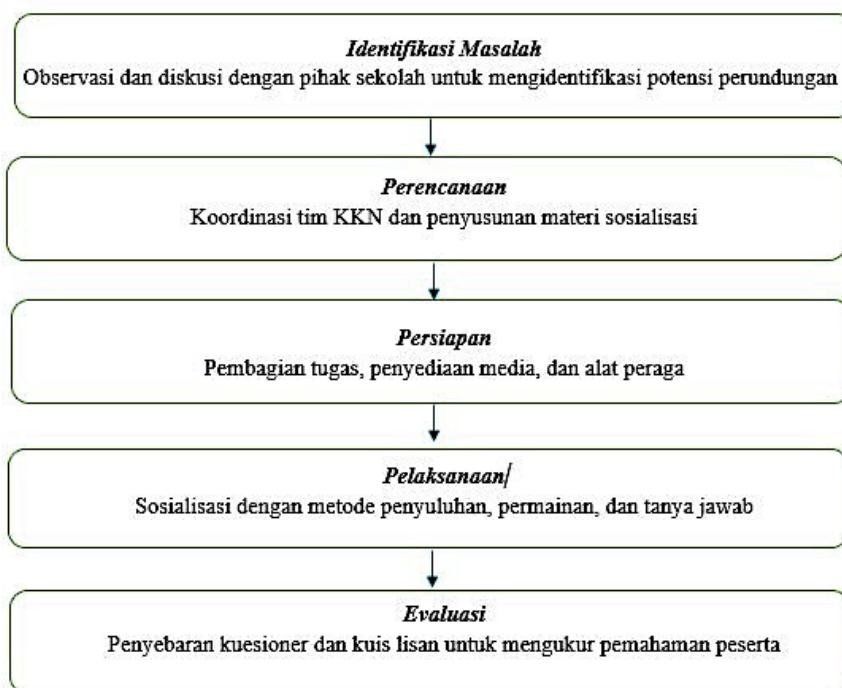 Identifikasi Masalah
Observasi dan diskusi dengan pihak sekolah untuk mengidentifikasi potensi perundungan
Perencanaan
Koordinasi tim KKN dan penyusunan materi sosialisasi
Persiapan
Pembagian tugas, penyediaan media, dan alat peraga
Pelaksanaan/
Sosialisasi dengan metode penyuluhan, permainan, dan tanya jawab
Evaluasi
Penyebaran kuesioner dan kuis lisan untuk mengukur pemahaman peserta